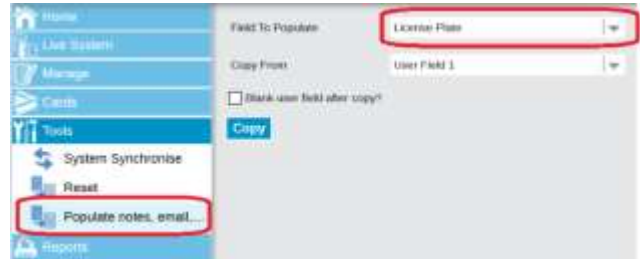 Home
Live System
Manage
Cards
Tools
System Synchronise
Reset
Populate notes, email,...
Reports
Field To Populate
License Plate
Copy From
User Field 1
Blank user field after copy?
Copy